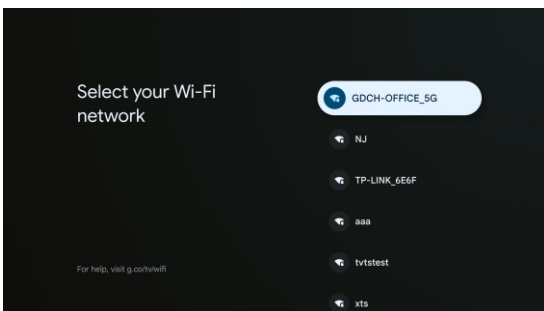 Select your Wi-Fi
network
GDCH-OFFICE_5G
NJ
TP-LINK_6E6F
aaa
tvtstest
xts
For help, visit g.co/tv/wifi